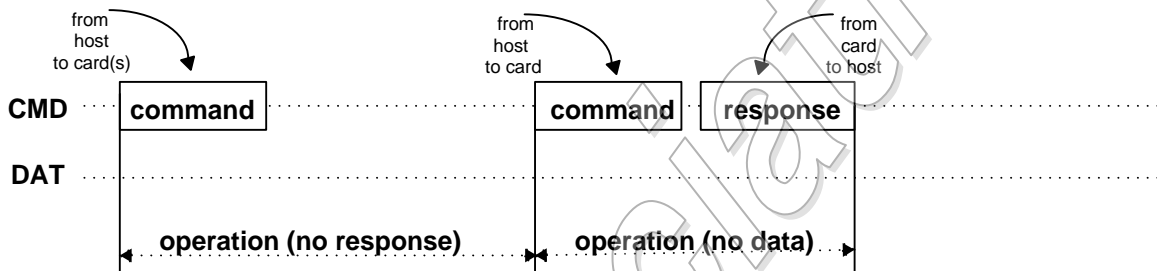 from
host
to card(s)
from
host
to card
from
card
to host
CMD
command
command
response
DAT
operation (no response)
operation (no data)